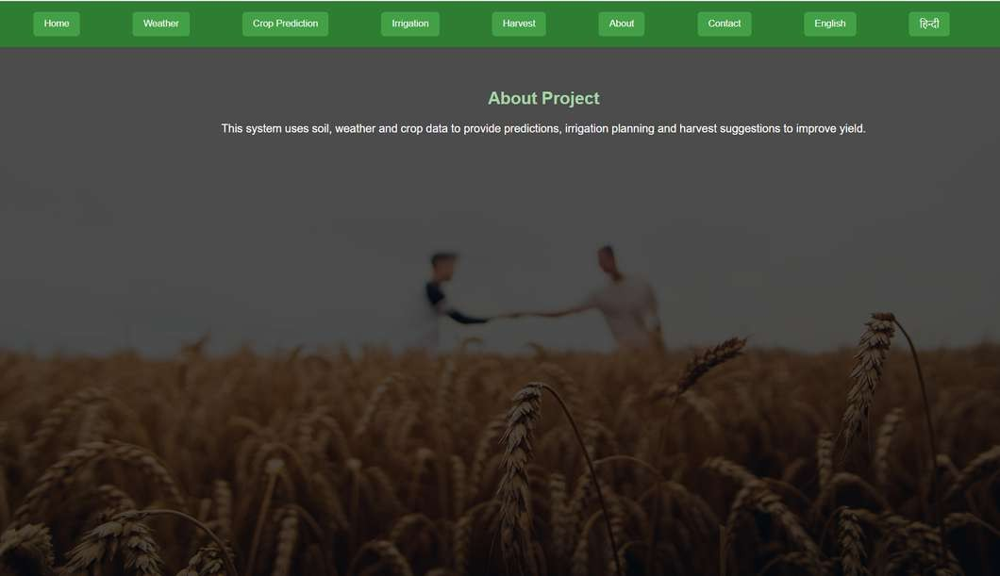 Home Weather Crop Prediction Irrigation Harvest About Contact English हिन्दी
About Project
This system uses soil, weather and crop data to provide predictions, irrigation planning and harvest suggestions to improve yield.